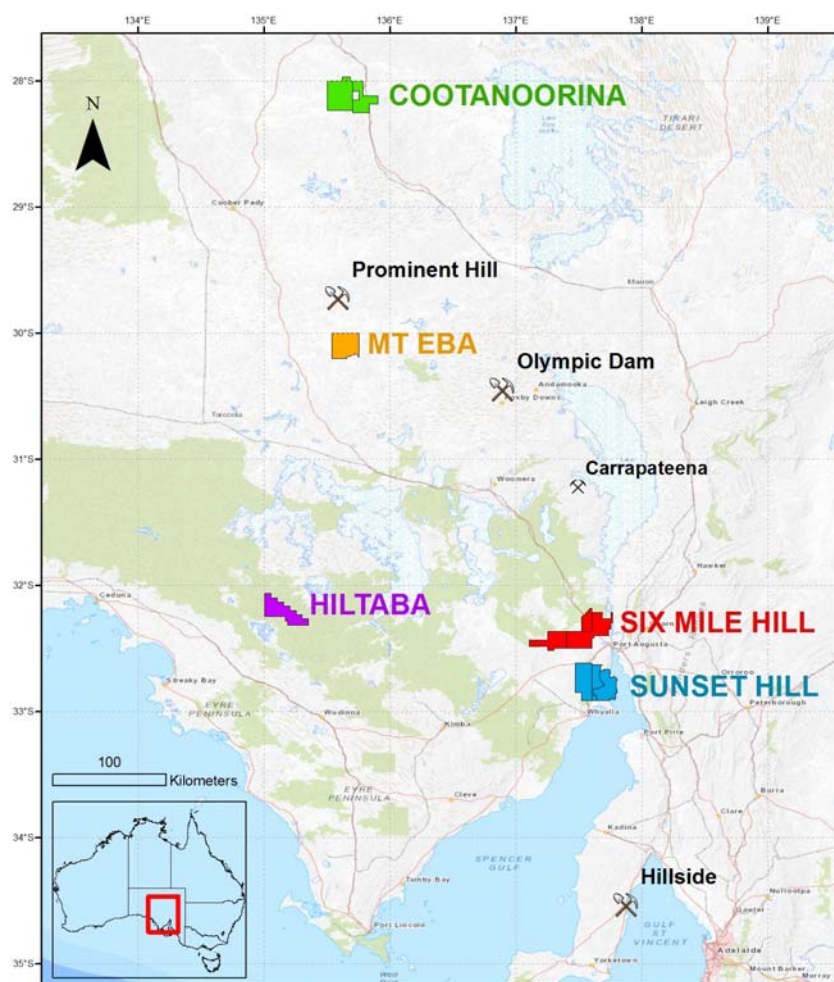 134°E 135°E 136°E 137°E 138°E 139°E
28°S
COOTANOORINA
TIRARI
DESERT
N
29°S
Coober Pedy
Prominent Hill
Marree
30°S
MT EBA
Olympic Dam
Andamooka
Roxby Downs
Leigh Creek
Tarcoola
31°S
Carrapateena
Woomera
Hawker
32°S
Ceduna
HILTABA
SIX MILE HILL
Port Augusta
Streaky Bay
SUNSET HILL
Orroroo
EYRE
PENINSULA
33°S
Wudinna
Kimba
Whyalla
Peterborough
Port Pirie
100
Kilometers
EYRE
PENINSULA
Cleve
Burra
Clare
34°S
Kadina
SPENCER
GULF
Tumby Bay
Hillside
Nuriootpa
Gawler
Port Lincoln
GULF
ST
VINCENT
Adelaide
35°S
Yorketown
Mount Barker
Murray